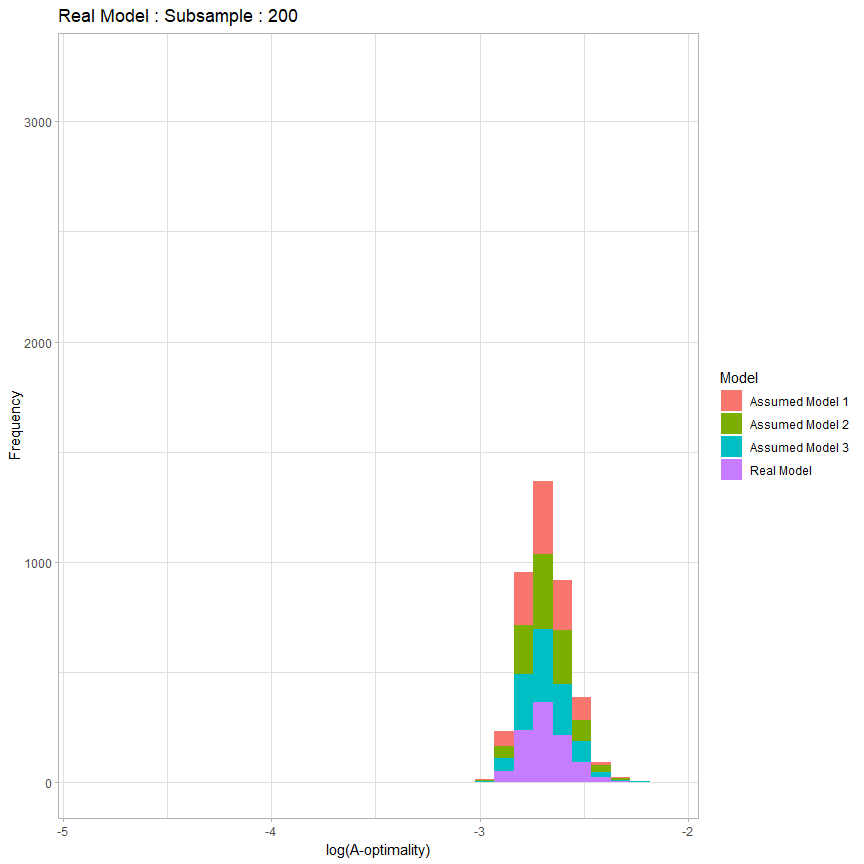 Real Model : Subsample : 200
3000
2000
1000
0
Frequency
-5
-4
-3
-2
log(A-optimality)
Model
Assumed Model 1
Assumed Model 2
Assumed Model 3
Real Model